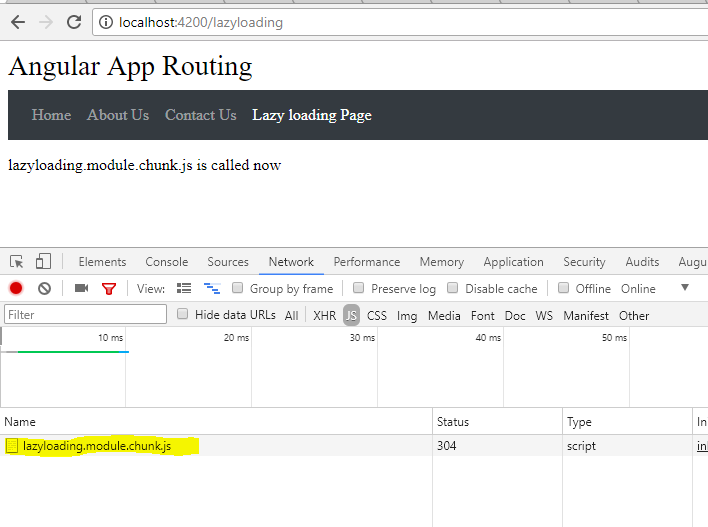 localhost:4200/lazyloading
Angular App Routing
Home About Us Contact Us Lazy loading Page
lazyloading.module.chunk.js is called now
Elements Console Sources Network Performance Memory Application Security Audits Augu
View: Group by frame Preserve log Disable cache Offline Online
Filter Hide data URLs All XHR JS CSS Img Media Font Doc WS Manifest Other
10 ms 20 ms 30 ms 40 ms 50 ms
Name Status Type In
lazyloading.module.chunk.js 304 script in